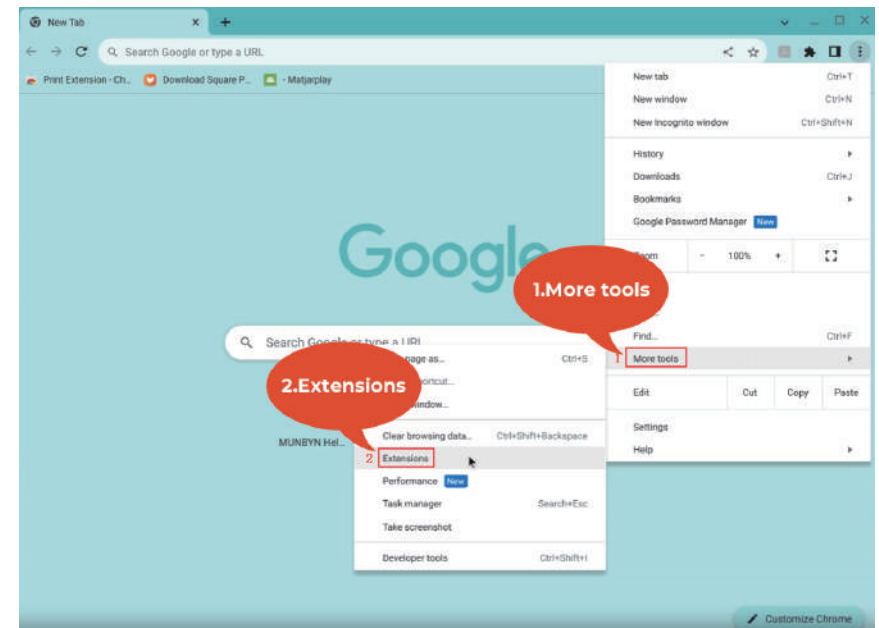 New Tab
Search Google or type a URL
Print Extension - Ch...
Download Square P...
- Matjarplay
New tab Ctrl+T
New window Ctrl+N
New Incognito window Ctrl+Shift+N
History
Downloads Ctrl+J
Bookmarks
Google Password Manager New
Zoom - 100% +
Google
1.More tools
Find... Ctrl+F
1 More tools
Edit Cut Copy Paste
Settings
Help
Search Google or type a URL
page as... Ctrl+S
2.Extensions
window...
Clear browsing data... Ctrl+Shift+Backspace
2 Extensions
Performance New
Task manager Search+Esc
Take screenshot
Developer tools Ctrl+Shift+I
MUNBYN Hel...
Customize Chrome